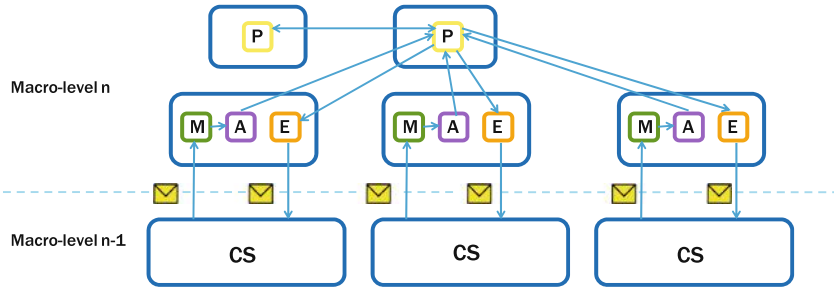 P
P
Macro-level n
M A E
M A E
M A E
Macro-level n-1
CS
CS
CS